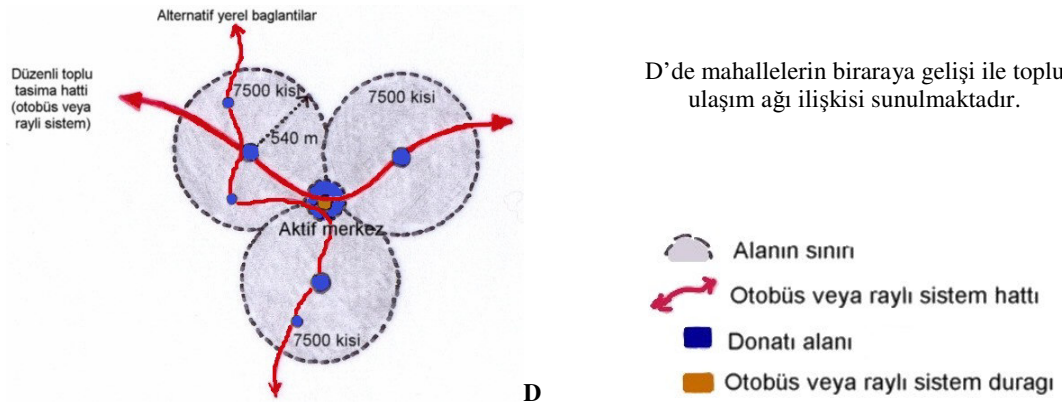 Alternatif yerel baglantilar
Düzenli toplu
tasima hatti
(otobüs veya
rayli sistem)
7500 kisi
7500 kisi
540 m
Aktif merkez
7500 kisi
D
D’de mahallelerin biraraya gelişi ile toplu
ulaşım ağı ilişkisi sunulmaktadır.
Alanın sınırı
Otobüs veya raylı sistem hattı
Donatı alanı
Otobüs veya raylı sistem duragı